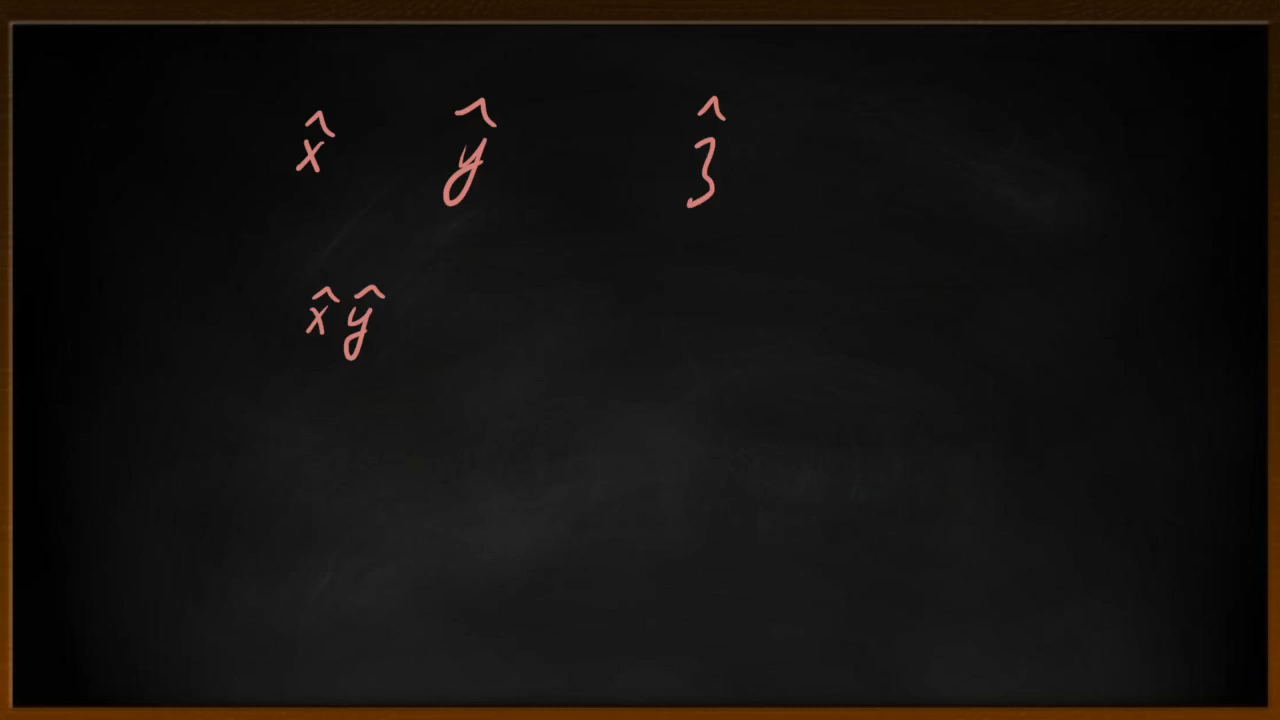 x̂ ŷ ẑ
x̂ŷ